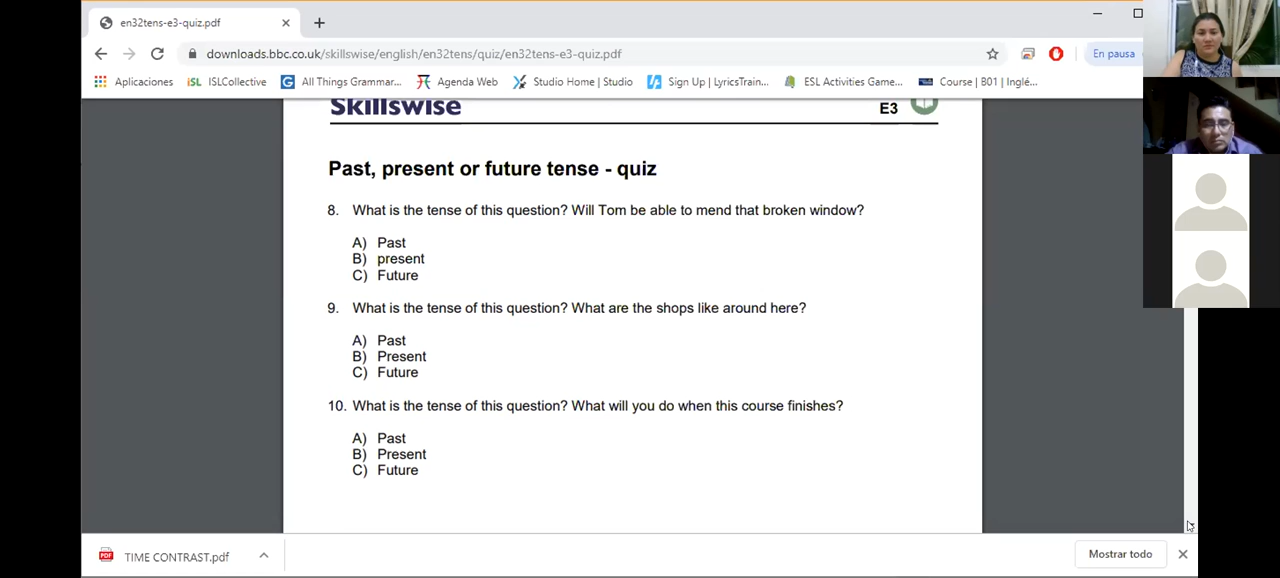 en32tens-e3-quiz.pdf
downloads.bbc.co.uk/skillswise/english/en32tens/quiz/en32tens-e3-quiz.pdf
En pausa
Aplicaciones iSL iSLCollective G All Things Grammar... Agenda Web Studio Home | Studio Sign Up | LyricsTrain... ESL Activities Game... Course | B01 | Inglé...
Skillswise
E3
Past, present or future tense - quiz
8. What is the tense of this question? Will Tom be able to mend that broken window?
A) Past
B) present
C) Future
9. What is the tense of this question? What are the shops like around here?
A) Past
B) Present
C) Future
10. What is the tense of this question? What will you do when this course finishes?
A) Past
B) Present
C) Future
PDF TIME CONTRAST.pdf
Mostrar todo